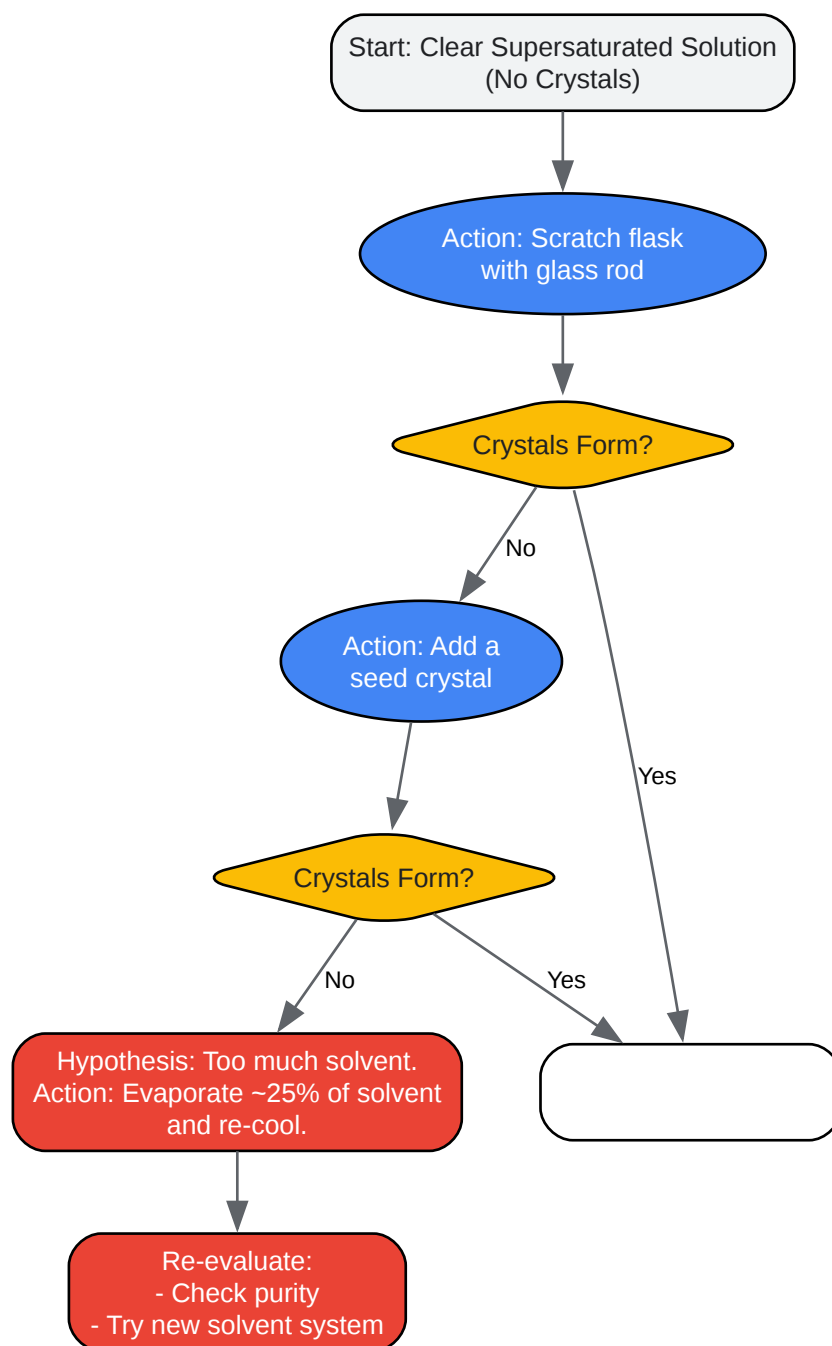 Start: Clear Supersaturated Solution
(No Crystals)
Action: Scratch flask
with glass rod
Crystals Form?
No
Action: Add a
seed crystal
Yes
Crystals Form?
No
Yes
Hypothesis: Too much solvent.
Action: Evaporate ~25% of solvent
and re-cool.
Re-evaluate:
- Check purity
- Try new solvent system